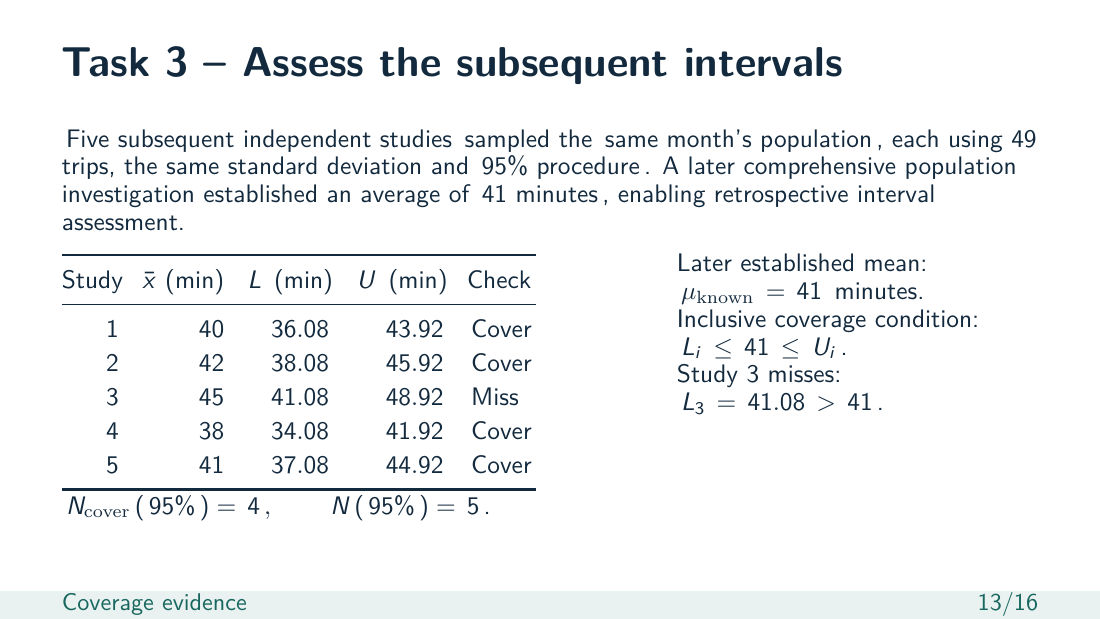 Task 3 – Assess the subsequent intervals
Five subsequent independent studies sampled the same month's population, each using 49
trips, the same standard deviation and 95% procedure. A later comprehensive population
investigation established an average of 41 minutes, enabling retrospective interval
assessment.
Study x̄ (min) L (min) U (min) Check
1 40 36.08 43.92 Cover
2 42 38.08 45.92 Cover
3 45 41.08 48.92 Miss
4 38 34.08 41.92 Cover
5 41 37.08 44.92 Cover
N_cover(95%) = 4, N(95%) = 5.
Later established mean:
μ_known = 41 minutes.
Inclusive coverage condition:
L_i ≤ 41 ≤ U_i.
Study 3 misses:
L_3 = 41.08 > 41.
Coverage evidence
13/16